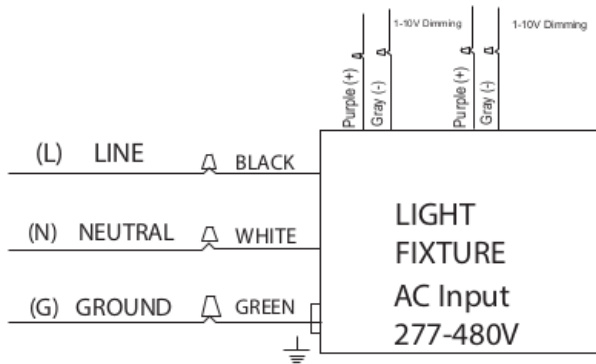 1-10V Dimming
1-10V Dimming
Purple (+)
Gray (-)
Purple (+)
Gray (-)
(L) LINE
BLACK
(N) NEUTRAL
WHITE
(G) GROUND
GREEN
LIGHT
FIXTURE
AC Input
277-480V